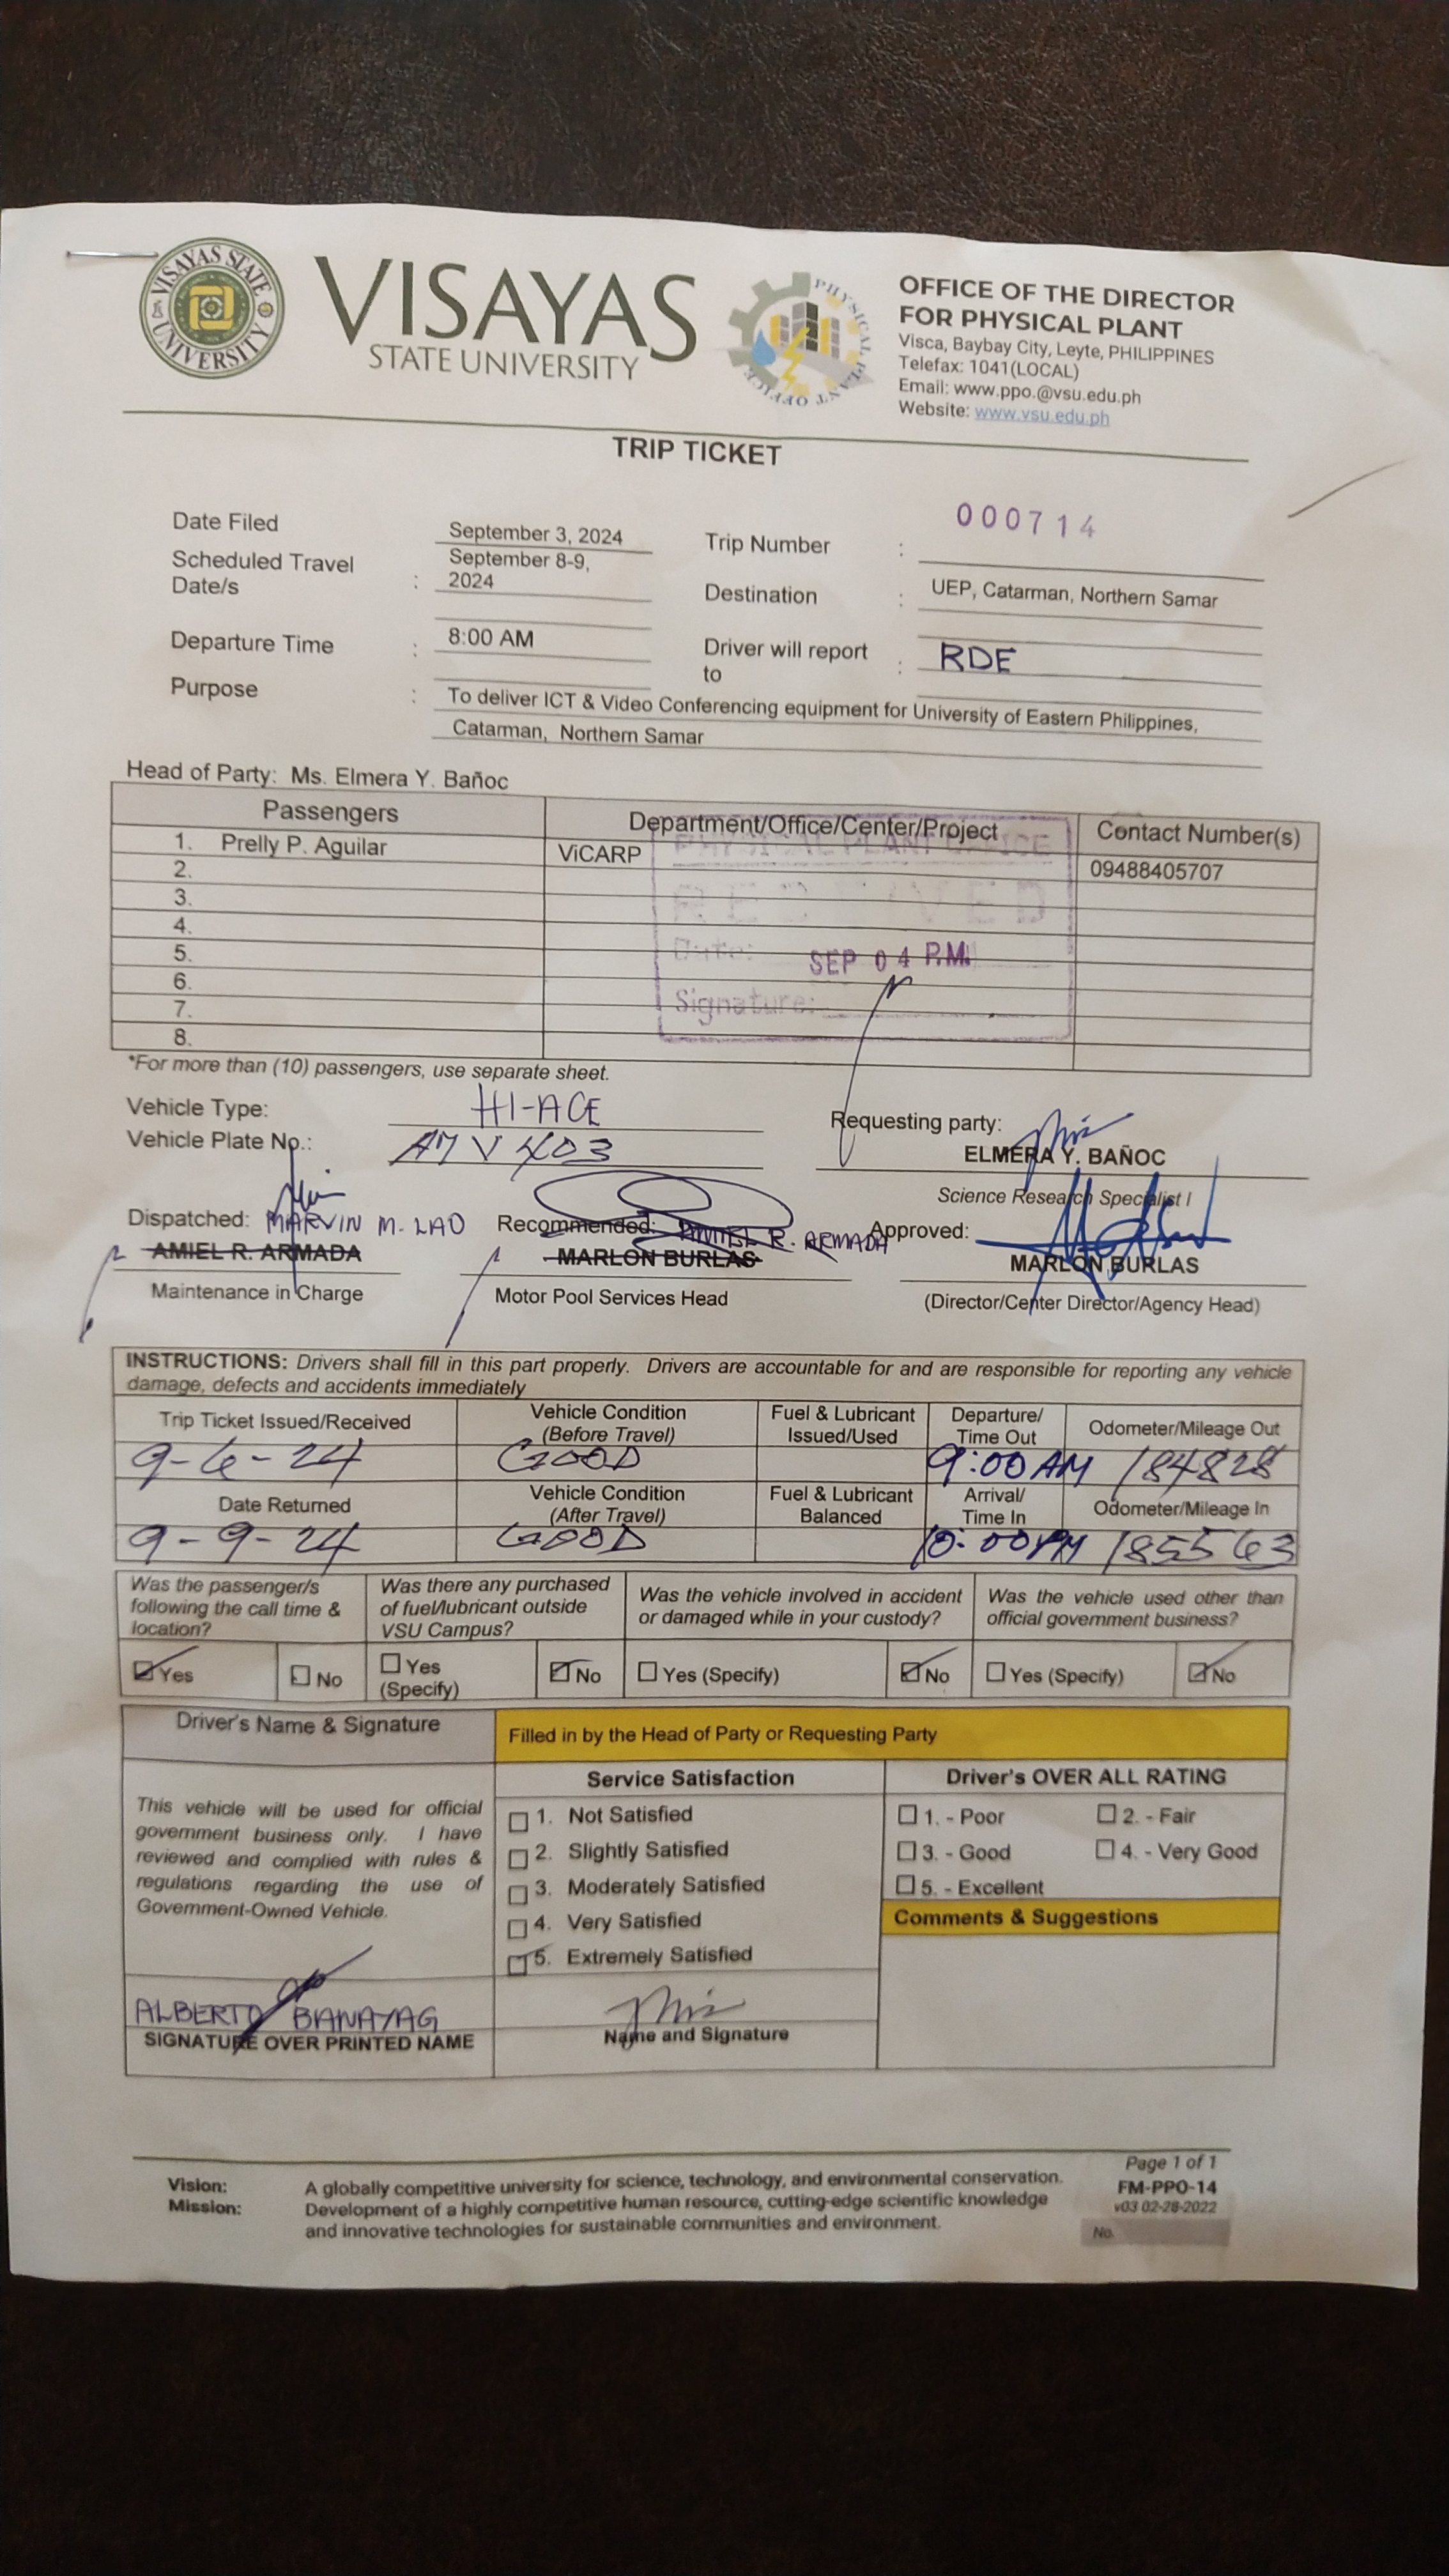 VISAYAS STATE UNIVERSITY
VISAYAS
STATE UNIVERSITY
PHYSICAL PLANT OFFICE
OFFICE OF THE DIRECTOR
FOR PHYSICAL PLANT
Visca, Baybay City, Leyte, PHILIPPINES
Telefax: 1041(LOCAL)
Email: www.ppo.@vsu.edu.ph
Website: www.vsu.edu.ph
TRIP TICKET
Date Filed September 3, 2024 Trip Number : 000714
Scheduled Travel Date/s : September 8-9, 2024 Destination : UEP, Catarman, Northern Samar
Departure Time : 8:00 AM Driver will report to : RDE
Purpose : To deliver ICT & Video Conferencing equipment for University of Eastern Philippines,
Catarman, Northern Samar
Head of Party: Ms. Elmera Y. Bañoc
Passengers Department/Office/Center/Project Contact Number(s)
1. Prelly P. Aguilar ViCARP 09488405707
2.
3.
4.
5.
6.
7.
8.
PHYSICAL PLANT OFFICE
RECEIVED
Date: SEP 04 P.M.
Signature:
*For more than (10) passengers, use separate sheet.
Vehicle Type: HI-ACE
Vehicle Plate No.: Requesting party:
ELMERA Y. BAÑOC
Science Research Specialist I
Dispatched: MARVIN M. LAO Recommended: AMIEL R. ARMADA Approved:
AMIEL R. ARMADA MARLON BURLAS MARLON BURLAS
Maintenance in Charge Motor Pool Services Head (Director/Center Director/Agency Head)
INSTRUCTIONS: Drivers shall fill in this part properly. Drivers are accountable for and are responsible for reporting any vehicle
damage, defects and accidents immediately
Trip Ticket Issued/Received Vehicle Condition (Before Travel) Fuel & Lubricant Issued/Used Departure/ Time Out Odometer/Mileage Out
9-6-24 GOOD 9:00 AM 184828
Date Returned Vehicle Condition (After Travel) Fuel & Lubricant Balanced Arrival/ Time In Odometer/Mileage In
9-9-24 GOOD 10:00 PM 185563
Was the passenger/s following the call time & location? Was there any purchased of fuel/lubricant outside VSU Campus? Was the vehicle involved in accident or damaged while in your custody? Was the vehicle used other than official government business?
Yes No Yes (Specify) No Yes (Specify) No Yes (Specify) No
Driver's Name & Signature Filled in by the Head of Party or Requesting Party
Service Satisfaction Driver's OVER ALL RATING
This vehicle will be used for official
government business only. I have
reviewed and complied with rules &
regulations regarding the use of
Government-Owned Vehicle.
1. Not Satisfied
2. Slightly Satisfied
3. Moderately Satisfied
4. Very Satisfied
5. Extremely Satisfied
1. - Poor 2. - Fair
3. - Good 4. - Very Good
5. - Excellent
Comments & Suggestions
ALBERTO BANAYAG
SIGNATURE OVER PRINTED NAME Name and Signature
Vision: A globally competitive university for science, technology, and environmental conservation.
Mission: Development of a highly competitive human resource, cutting-edge scientific knowledge
and innovative technologies for sustainable communities and environment.
Page 1 of 1
FM-PPO-14
v03 02-28-2022
No.